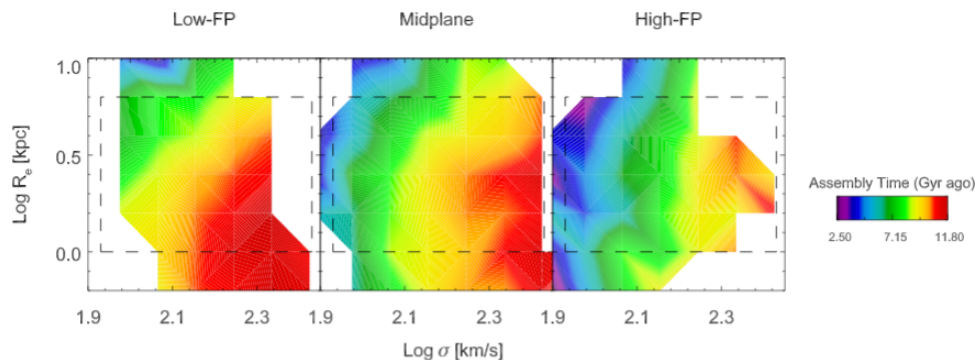 Low-FP Midplane High-FP
1.0
0.5
0.0
Log R_e [kpc]
1.9 2.1 2.3 1.9 2.1 2.3 1.9 2.1 2.3
Log σ [km/s]
Assembly Time (Gyr ago)
2.50 7.15 11.80